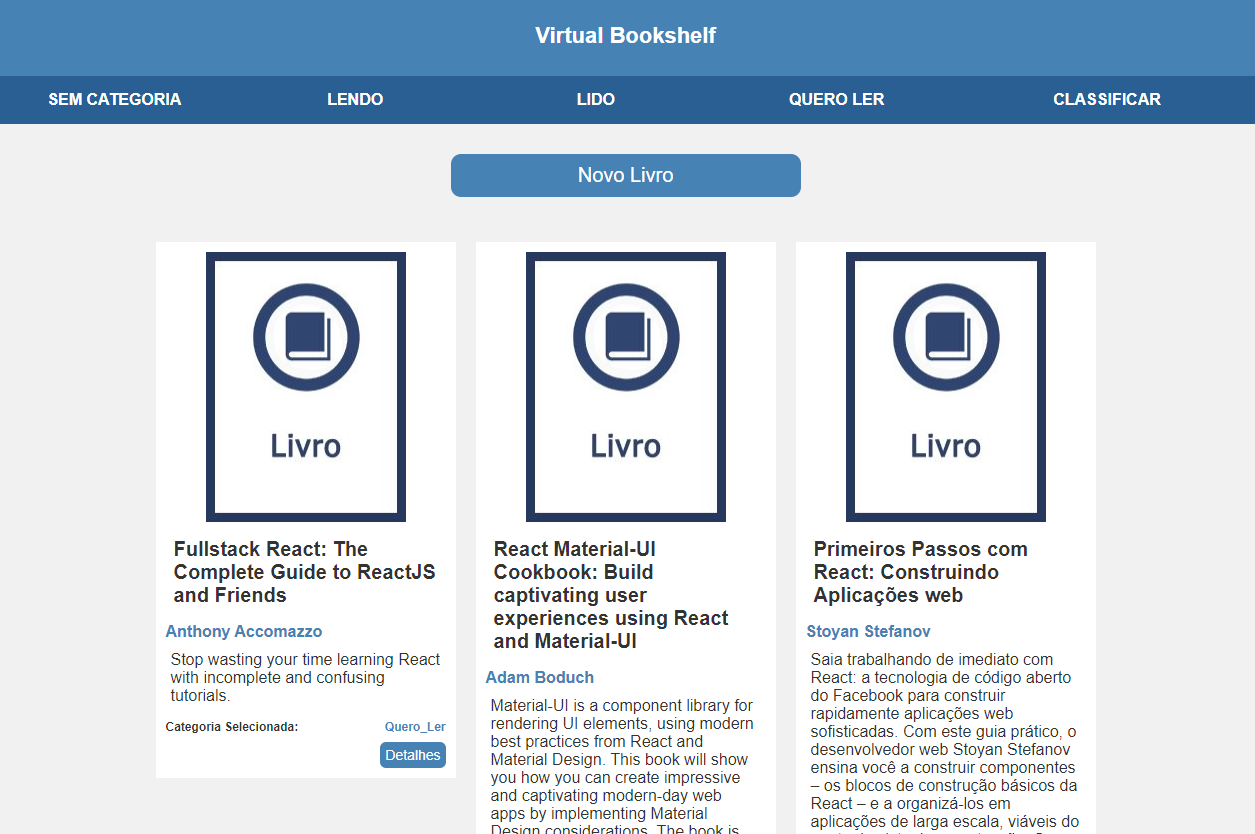 Virtual Bookshelf
SEM CATEGORIA LENDO LIDO QUERO LER CLASSIFICAR
Novo Livro
Livro
Fullstack React: The
Complete Guide to ReactJS
and Friends
Anthony Accomazzo
Stop wasting your time learning React
with incomplete and confusing
tutorials.
Categoria Selecionada: Quero_Ler
Detalhes
Livro
React Material-UI
Cookbook: Build
captivating user
experiences using React
and Material-UI
Adam Boduch
Material-UI is a component library for
rendering UI elements, using modern
best practices from React and
Material Design. This book will show
you how you can create impressive
and captivating modern-day web
apps by implementing Material
Design considerations. The book is
Livro
Primeiros Passos com
React: Construindo
Aplicações web
Stoyan Stefanov
Saia trabalhando de imediato com
React: a tecnologia de código aberto
do Facebook para construir
rapidamente aplicações web
sofisticadas. Com este guia prático, o
desenvolvedor web Stoyan Stefanov
ensina você a construir componentes
– os blocos de construção básicos da
React – e a organizá-los em
aplicações de larga escala, viáveis do